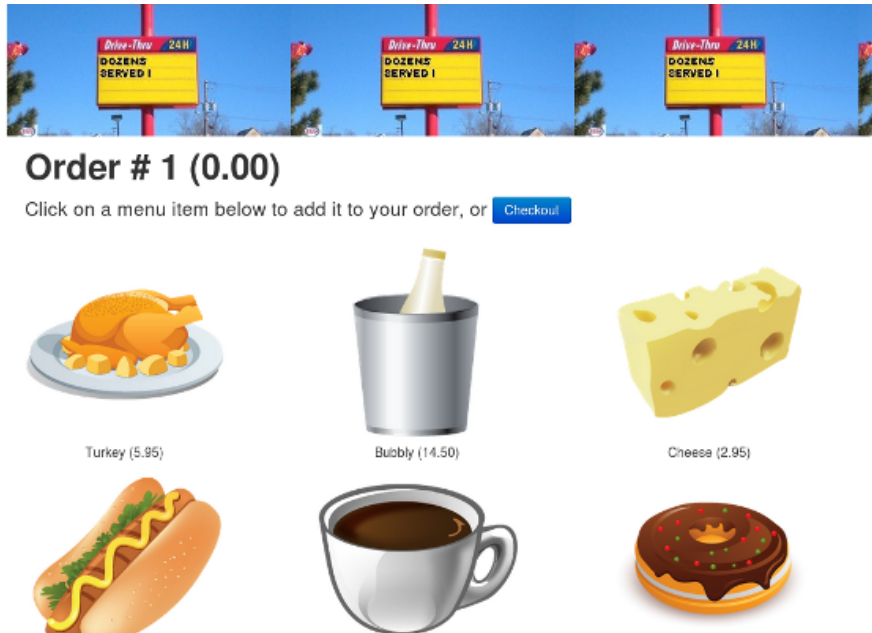 Drive-Thru 24H Drive-Thru 24H Drive-Thru 24H
DOZENS DOZENS DOZENS
SERVED ! SERVED ! SERVED !
Order # 1 (0.00)
Click on a menu item below to add it to your order, or Checkout
Turkey (5.95) Bubbly (14.50) Cheese (2.95)